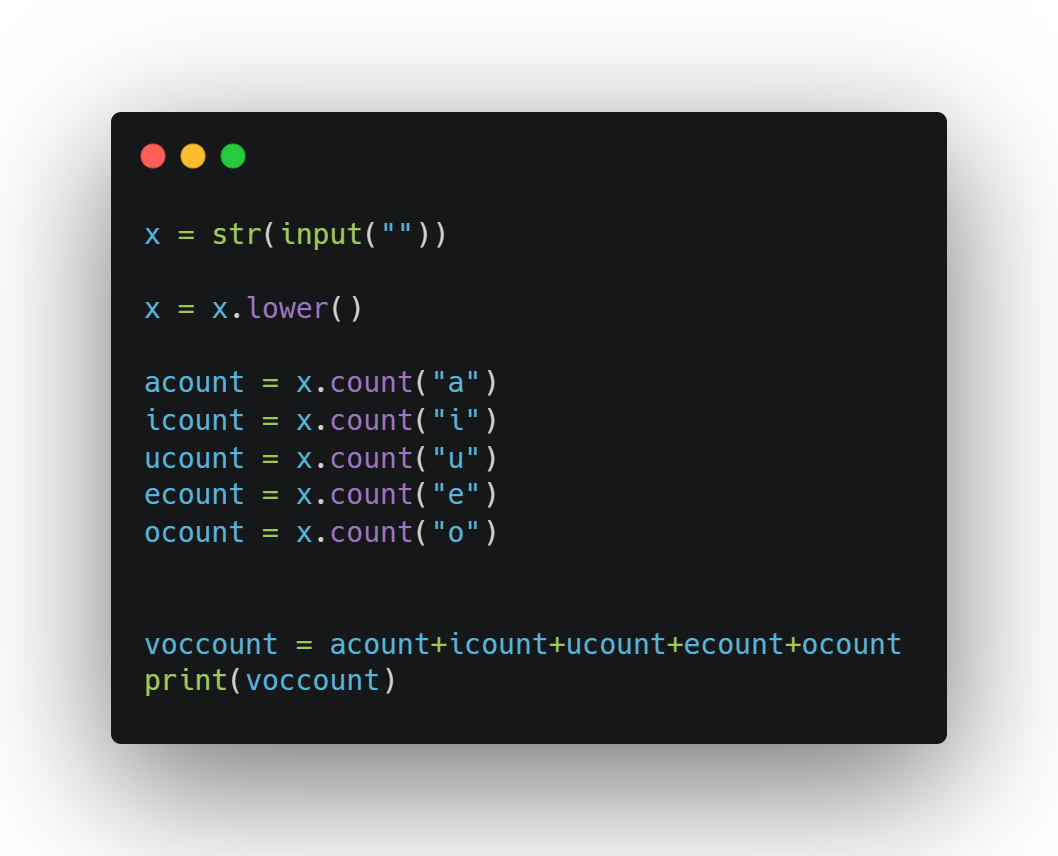 x = str(input(""))
x = x.lower()
acount = x.count("a")
icount = x.count("i")
ucount = x.count("u")
ecount = x.count("e")
ocount = x.count("o")
voccount = acount+icount+ucount+ecount+ocount
print(voccount)